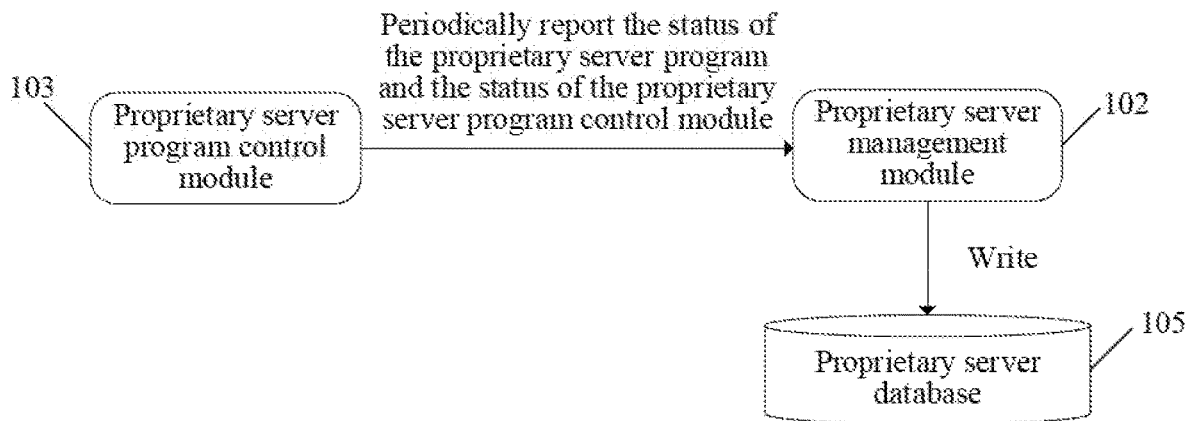 Periodically report the status of
the proprietary server program
and the status of the proprietary
server program control module
103
Proprietary server
program control
module
102
Proprietary server
management
module
Write
105
Proprietary server
database